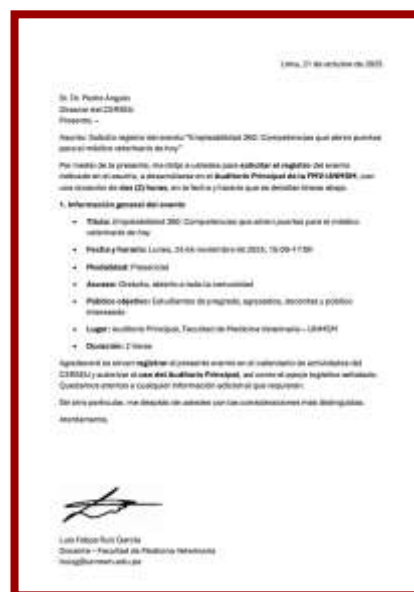 Lima, 21 de octubre de 2025
Sr. Dr. Pedro Angulo
Director del CERSEU
Presente. –
Asunto: Solicito registro del evento "Empleabilidad 360: Competencias que abren puertas
para el médico veterinario de hoy"
Por medio de la presente, me dirijo a ustedes para solicitar el registro del evento
indicado en el asunto, a desarrollarse en el Auditorio Principal de la FMV-UNMSM, con
una duración de dos (2) horas, en la fecha y horario que se detallan líneas abajo.
1. Información general del evento
• Título: Empleabilidad 360: Competencias que abren puertas para el médico
veterinario de hoy
• Fecha y horario: Lunes, 24 de noviembre de 2025, 15:00–17:00
• Modalidad: Presencial
• Acceso: Gratuito, abierto a toda la comunidad
• Público objetivo: Estudiantes de pregrado, egresados, docentes y público
interesado
• Lugar: Auditorio Principal, Facultad de Medicina Veterinaria – UNMSM
• Duración: 2 horas
Agradeceré se sirvan registrar el presente evento en el calendario de actividades del
CERSEU y autorizar el uso del Auditorio Principal, así como el apoyo logístico señalado.
Quedamos atentos a cualquier información adicional que requieran.
Sin otro particular, me despido de ustedes con las consideraciones más distinguidas.
Atentamente,
Luis Felipe Ruiz García
Docente – Facultad de Medicina Veterinaria